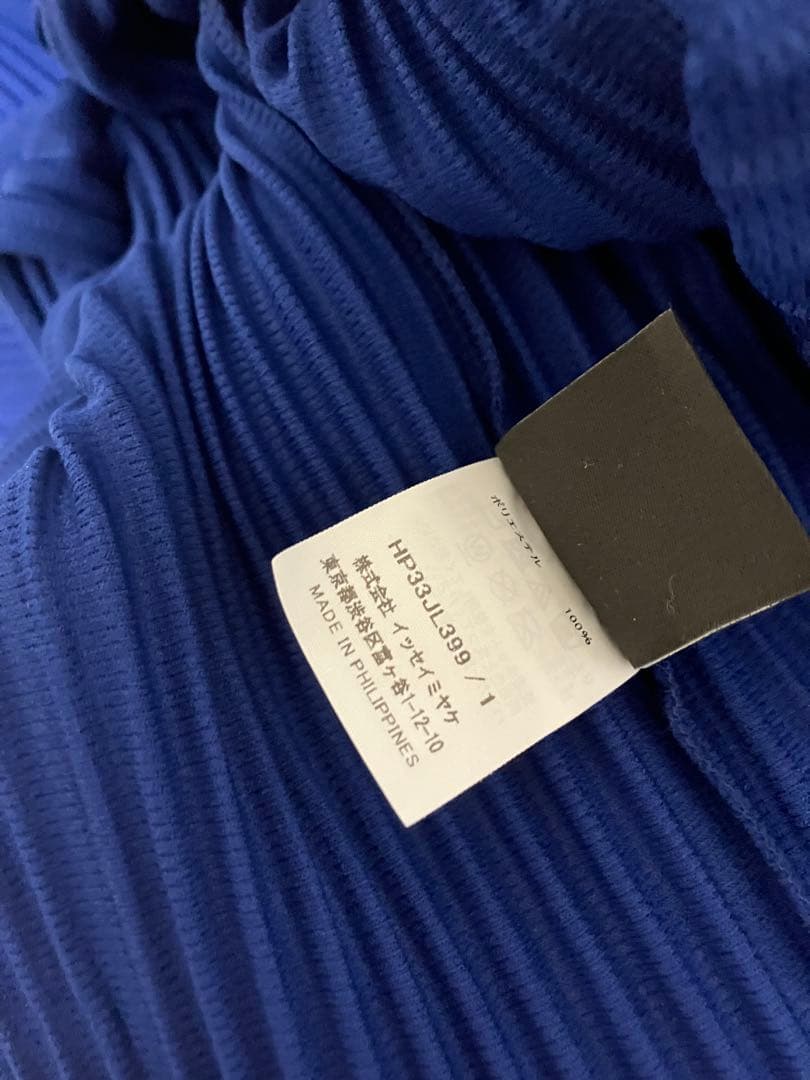 ポリエステル 100%
HP33JL399 / 1
株式会社 イッセイミヤケ
東京都渋谷区富ケ谷1-12-10
MADE IN PHILIPPINES